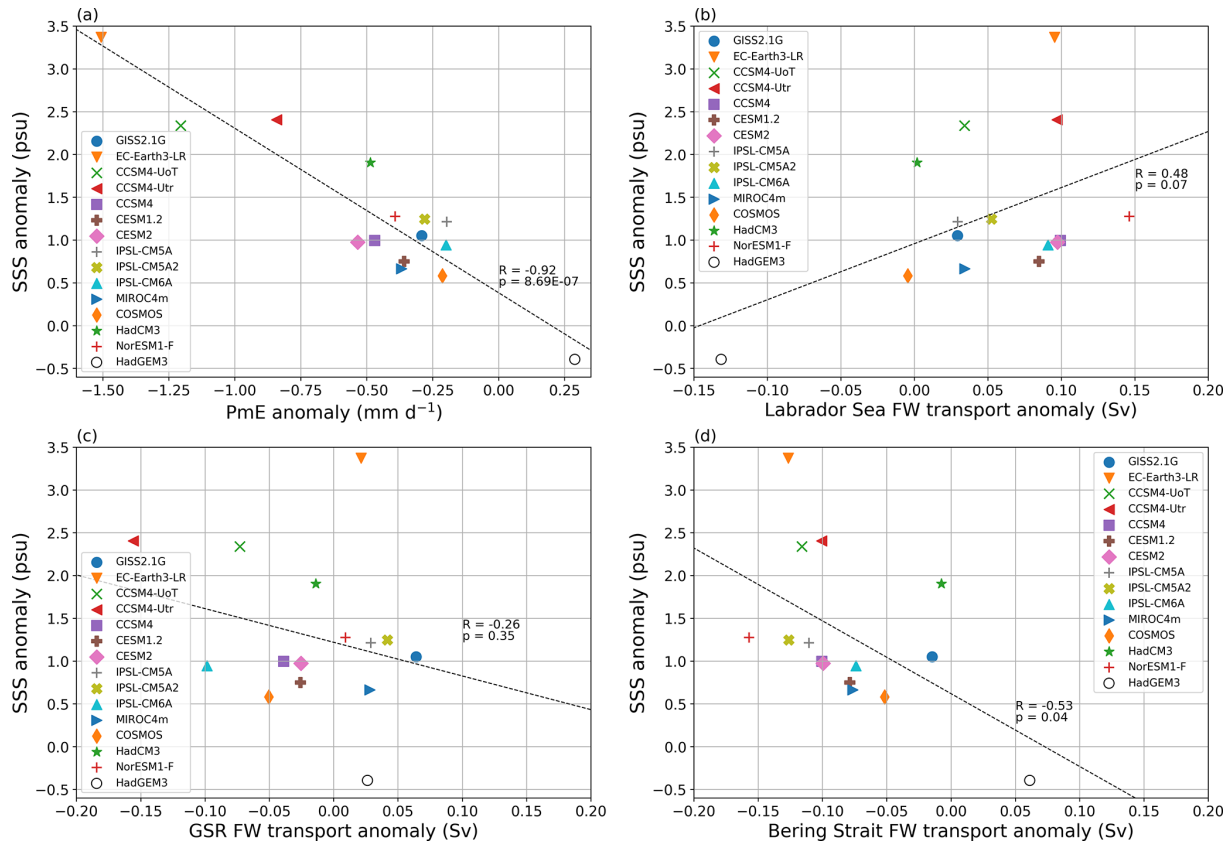 (a)
3.5
3.0
2.5
2.0
1.5
1.0
0.5
0.0
−0.5
SSS anomaly (psu)
GISS2.1G
EC-Earth3-LR
CCSM4-UoT
CCSM4-Utr
CCSM4
CESM1.2
CESM2
IPSL-CM5A
IPSL-CM5A2
IPSL-CM6A
MIROC4m
COSMOS
HadCM3
NorESM1-F
HadGEM3
R = -0.92
p = 8.69E-07
−1.50 −1.25 −1.00 −0.75 −0.50 −0.25 0.00 0.25
PmE anomaly (mm d⁻¹)
(b)
3.5
3.0
2.5
2.0
1.5
1.0
0.5
0.0
−0.5
SSS anomaly (psu)
GISS2.1G
EC-Earth3-LR
CCSM4-UoT
CCSM4-Utr
CCSM4
CESM1.2
CESM2
IPSL-CM5A
IPSL-CM5A2
IPSL-CM6A
MIROC4m
COSMOS
HadCM3
NorESM1-F
HadGEM3
R = 0.48
p = 0.07
−0.15 −0.10 −0.05 0.00 0.05 0.10 0.15 0.20
Labrador Sea FW transport anomaly (Sv)
(c)
3.5
3.0
2.5
2.0
1.5
1.0
0.5
0.0
−0.5
SSS anomaly (psu)
GISS2.1G
EC-Earth3-LR
CCSM4-UoT
CCSM4-Utr
CCSM4
CESM1.2
CESM2
IPSL-CM5A
IPSL-CM5A2
IPSL-CM6A
MIROC4m
COSMOS
HadCM3
NorESM1-F
HadGEM3
R = -0.26
p = 0.35
−0.20 −0.15 −0.10 −0.05 0.00 0.05 0.10 0.15 0.20
GSR FW transport anomaly (Sv)
(d)
3.5
3.0
2.5
2.0
1.5
1.0
0.5
0.0
−0.5
SSS anomaly (psu)
GISS2.1G
EC-Earth3-LR
CCSM4-UoT
CCSM4-Utr
CCSM4
CESM1.2
CESM2
IPSL-CM5A
IPSL-CM5A2
IPSL-CM6A
MIROC4m
COSMOS
HadCM3
NorESM1-F
HadGEM3
R = -0.53
p = 0.04
−0.20 −0.15 −0.10 −0.05 0.00 0.05 0.10 0.15 0.20
Bering Strait FW transport anomaly (Sv)